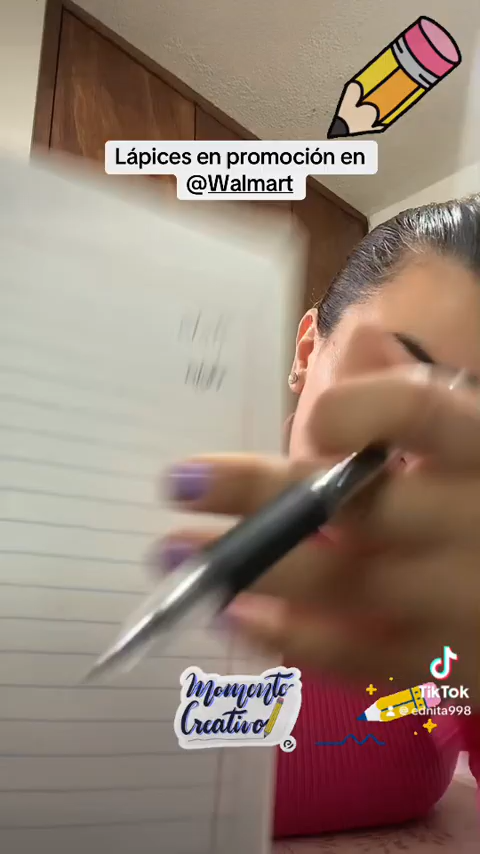 Lápices en promoción en
@Walmart
Momento
Creativo
TikTok
@ednita998